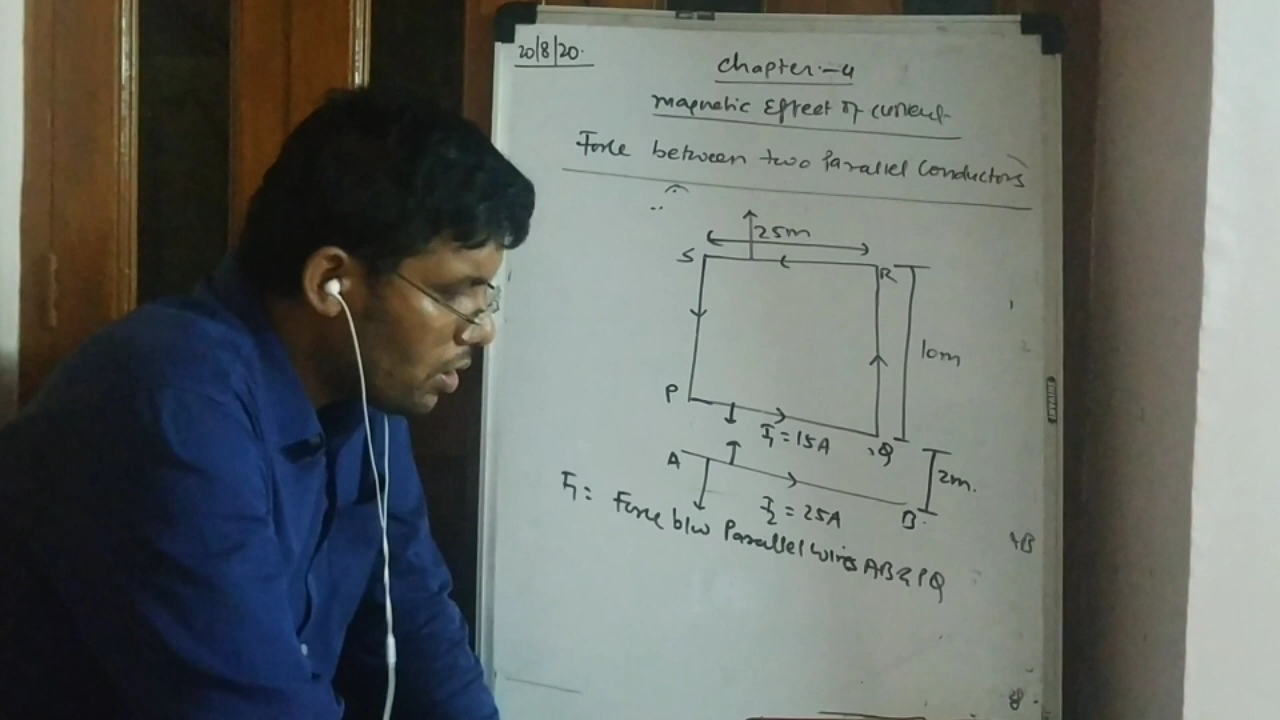 20/8/20.
Chapter:-4
Magnetic Effect of current
Force between two Parallel Conductors
25m
S
R
10m
P
I₁ = 15A
Q
A
2m.
I₂ = 25A
B
F₁ = Force b/w Parallel wires AB & PQ